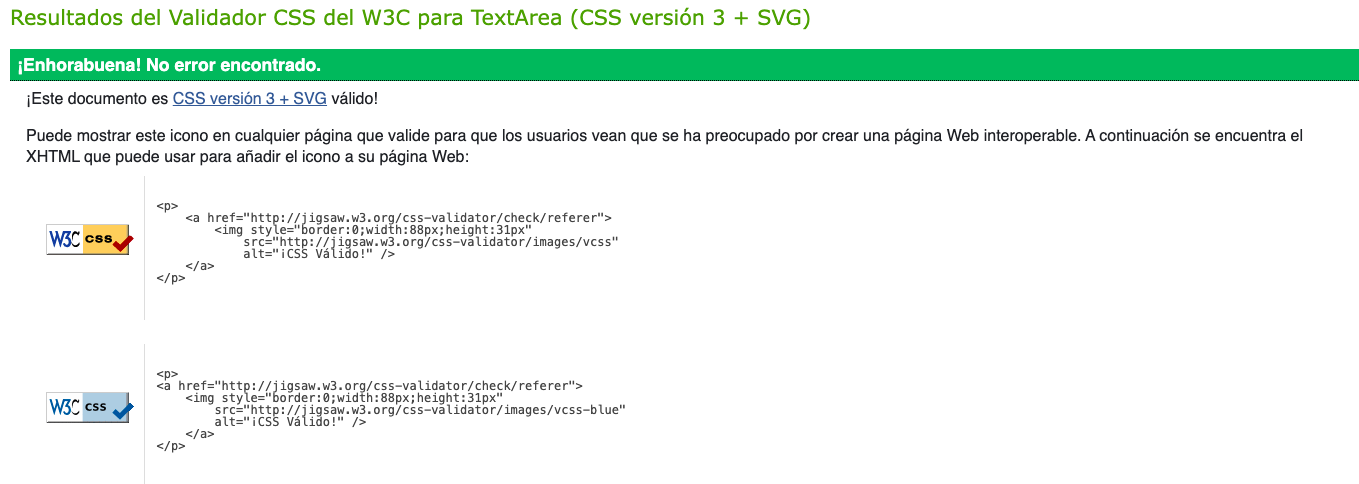 Resultados del Validador CSS del W3C para TextArea (CSS versión 3 + SVG)
¡Enhorabuena! No error encontrado.
¡Este documento es CSS versión 3 + SVG válido!
Puede mostrar este icono en cualquier página que valide para que los usuarios vean que se ha preocupado por crear una página Web interoperable. A continuación se encuentra el
XHTML que puede usar para añadir el icono a su página Web:
W3C css
<p>
    <a href="http://jigsaw.w3.org/css-validator/check/referer">
        <img style="border:0;width:88px;height:31px"
            src="http://jigsaw.w3.org/css-validator/images/vcss"
            alt="¡CSS Válido!" />
    </a>
</p>
W3C css
<p>
<a href="http://jigsaw.w3.org/css-validator/check/referer">
    <img style="border:0;width:88px;height:31px"
        src="http://jigsaw.w3.org/css-validator/images/vcss-blue"
        alt="¡CSS Válido!" />
    </a>
</p>